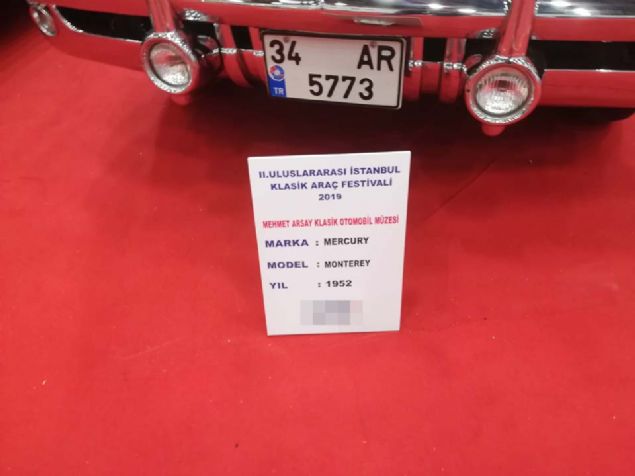 34 AR
TR 5773
II.ULUSLARARASI İSTANBUL
KLASİK ARAÇ FESTİVALİ
2019
MEHMET ARSAY KLASİK OTOMOBİL MÜZESİ
MARKA : MERCURY
MODEL : MONTEREY
YIL : 1952